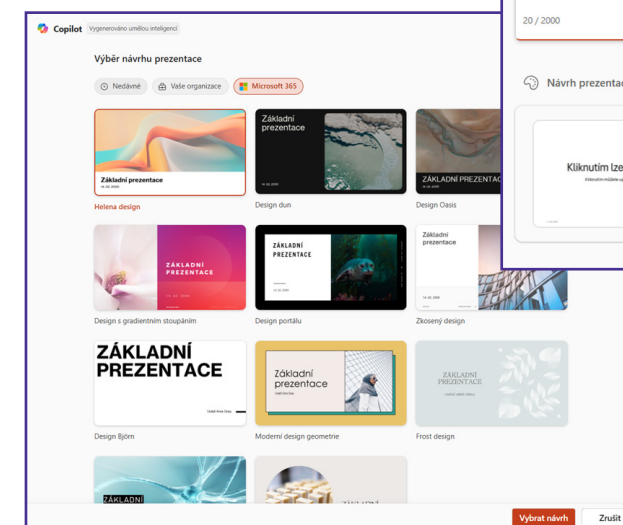 Copilot Vygenerováno umělou inteligencí
Výběr návrhu prezentace
Nedávné Vaše organizace Microsoft 365
Základní prezentace
Helena design
Základní
prezentace
Design dun
ZÁKLADNÍ PREZENTAC
Design Oasis
ZÁKLADNÍ
PREZENTACE
Design s gradientním stoupáním
ZÁKLADNÍ
PREZENTACE
Design portálu
Základní
prezentace
Zkosený design
ZÁKLADNÍ
PREZENTACE
Design Björn
Základní
prezentace
Moderní design geometrie
ZÁKLADNÍ
PREZENTACE
Frost design
ZÁKLADNÍ
Vybrat návrh Zrušit
20 / 2000
Návrh prezentac
Kliknutím lze